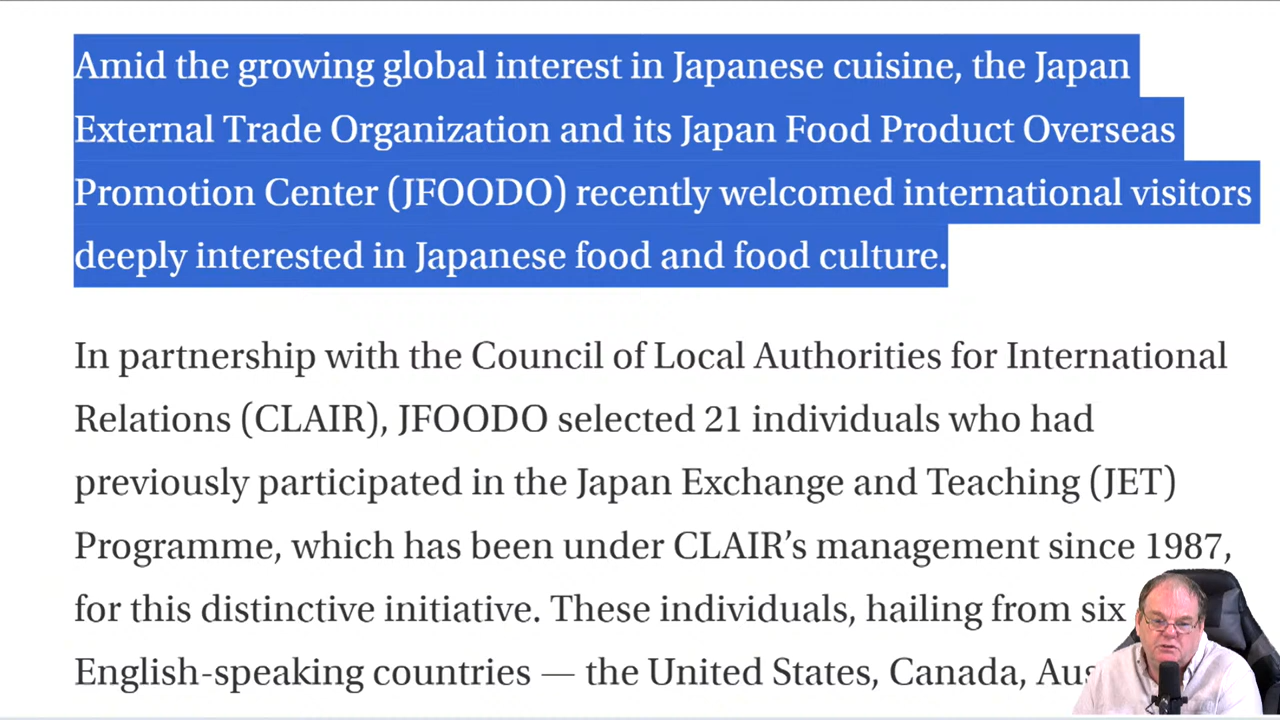 Amid the growing global interest in Japanese cuisine, the Japan
External Trade Organization and its Japan Food Product Overseas
Promotion Center (JFOODO) recently welcomed international visitors
deeply interested in Japanese food and food culture.
In partnership with the Council of Local Authorities for International
Relations (CLAIR), JFOODO selected 21 individuals who had
previously participated in the Japan Exchange and Teaching (JET)
Programme, which has been under CLAIR’s management since 1987,
for this distinctive initiative. These individuals, hailing from six
English-speaking countries — the United States, Canada,